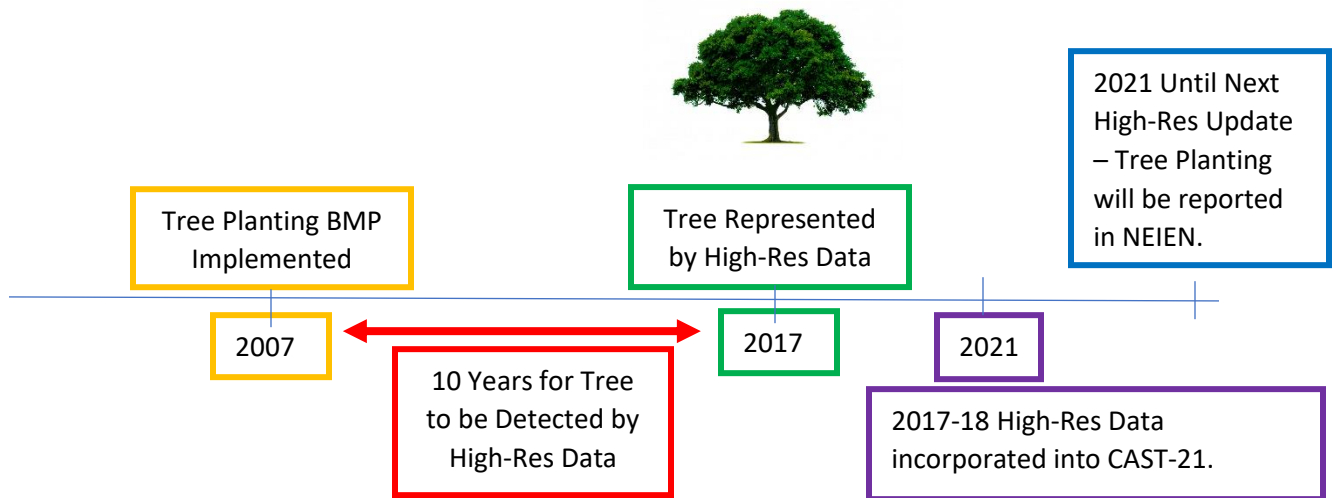 2021 Until Next
High-Res Update
– Tree Planting
will be reported
in NEIEN.
Tree Planting BMP
Implemented
Tree Represented
by High-Res Data
2007
2017
2021
10 Years for Tree
to be Detected by
High-Res Data
2017-18 High-Res Data
incorporated into CAST-21.